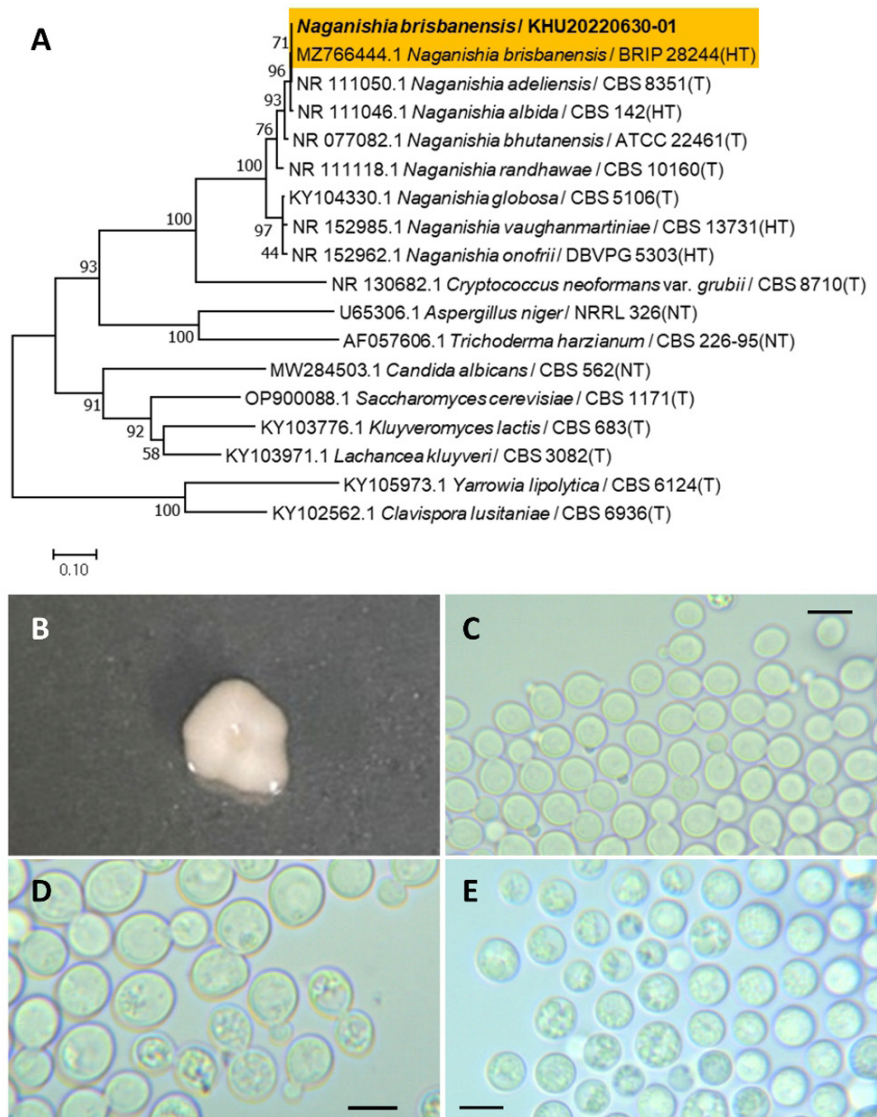 A
Naganishia brisbanensis / KHU20220630-01
71
MZ766444.1 Naganishia brisbanensis / BRIP 28244(HT)
96
NR 111050.1 Naganishia adeliensis / CBS 8351(T)
93
NR 111046.1 Naganishia albida / CBS 142(HT)
76
NR 077082.1 Naganishia bhutanensis / ATCC 22461(T)
100
NR 111118.1 Naganishia randhawae / CBS 10160(T)
KY104330.1 Naganishia globosa / CBS 5106(T)
97
NR 152985.1 Naganishia vaughanmartiniae / CBS 13731(HT)
100
44
NR 152962.1 Naganishia onofrii / DBVPG 5303(HT)
93
NR 130682.1 Cryptococcus neoformans var. grubii / CBS 8710(T)
U65306.1 Aspergillus niger / NRRL 326(NT)
100
AF057606.1 Trichoderma harzianum / CBS 226-95(NT)
MW284503.1 Candida albicans / CBS 562(NT)
91
OP900088.1 Saccharomyces cerevisiae / CBS 1171(T)
92
KY103776.1 Kluyveromyces lactis / CBS 683(T)
58
KY103971.1 Lachancea kluyveri / CBS 3082(T)
KY105973.1 Yarrowia lipolytica / CBS 6124(T)
100
KY102562.1 Clavispora lusitaniae / CBS 6936(T)
0.10
B
C
D
E